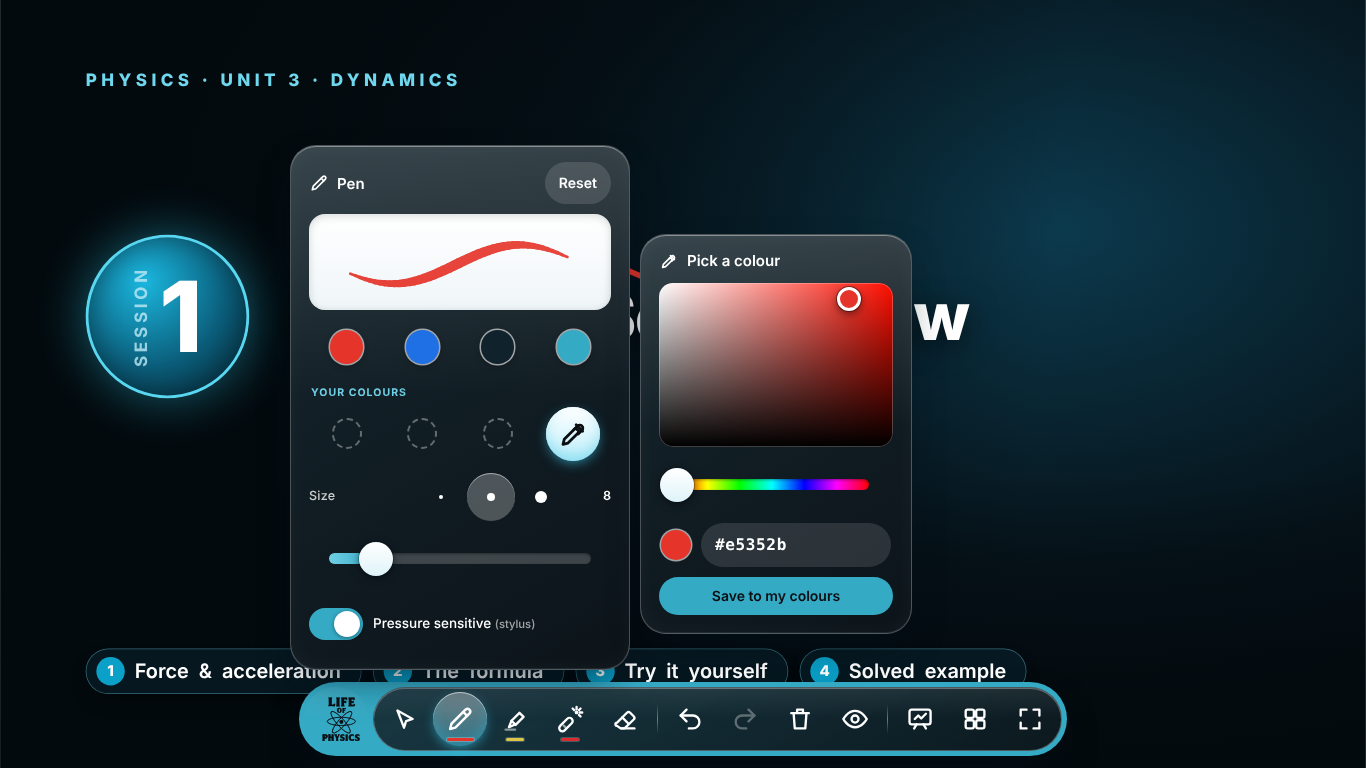 PHYSICS · UNIT 3 · DYNAMICS
SESSION
1
w
Pen
Reset
YOUR COLOURS
Size
8
Pressure sensitive (stylus)
Pick a colour
#e5352b
Save to my colours
1 Force & acceleration
2 The formula
3 Try it yourself
4 Solved example
LIFE
OF
PHYSICS